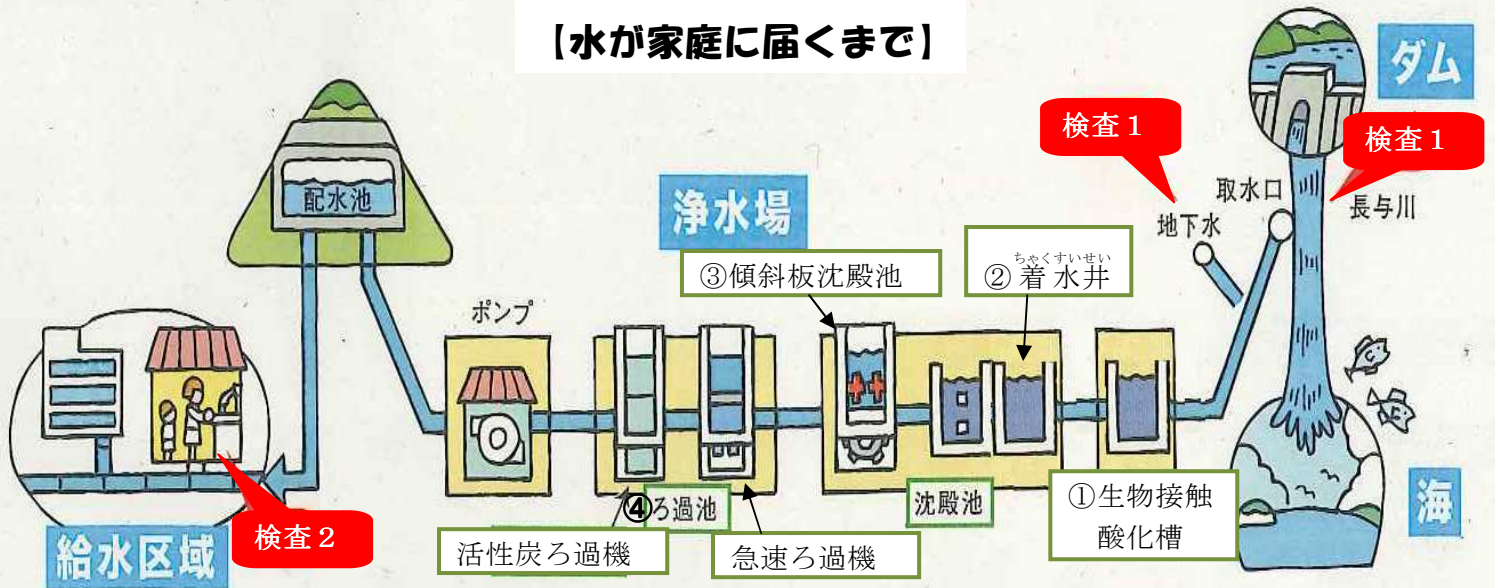 【水が家庭に届くまで】
ダム
検査1
検査1
取水口
長与川
地下水
配水池
浄水場
③傾斜板沈殿池
ちゃくすいせい
②着水井
ポンプ
④ろ過池
沈殿池
①生物接触
酸化槽
海
活性炭ろ過機
急速ろ過機
検査2
給水区域